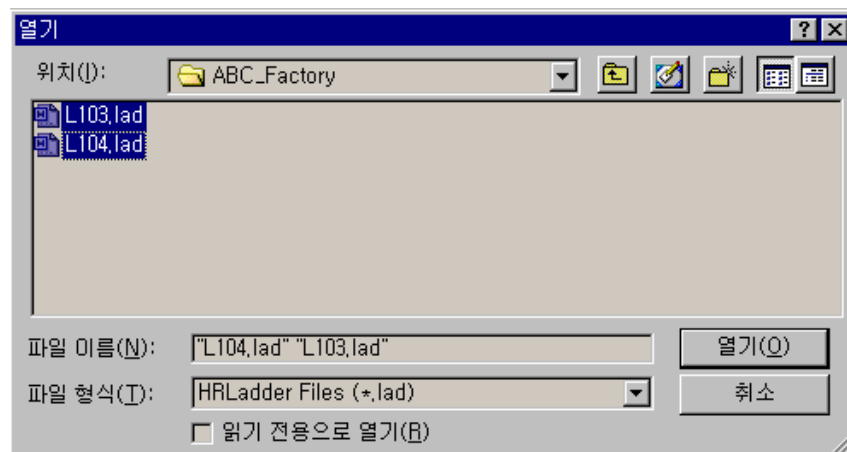 열기
위치(I): ABC_Factory
L103.lad
L104.lad
파일 이름(N): "L104.lad" "L103.lad" 열기(O)
파일 형식(T): HRLadder Files (*.lad) 취소
읽기 전용으로 열기(R)